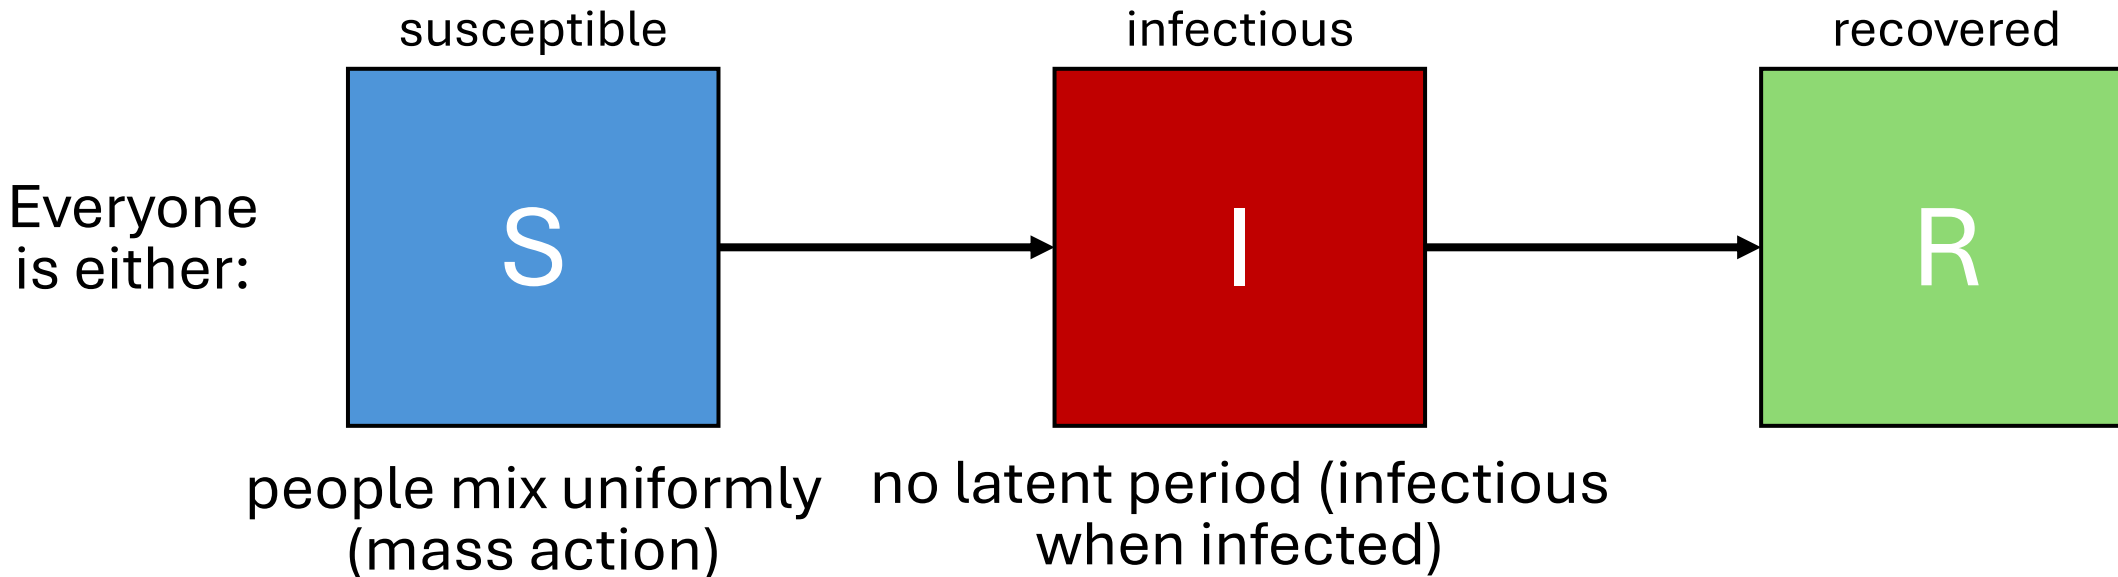 susceptible
infectious
recovered
Everyone
is either:
S
I
R
people mix uniformly
(mass action)
no latent period (infectious
when infected)